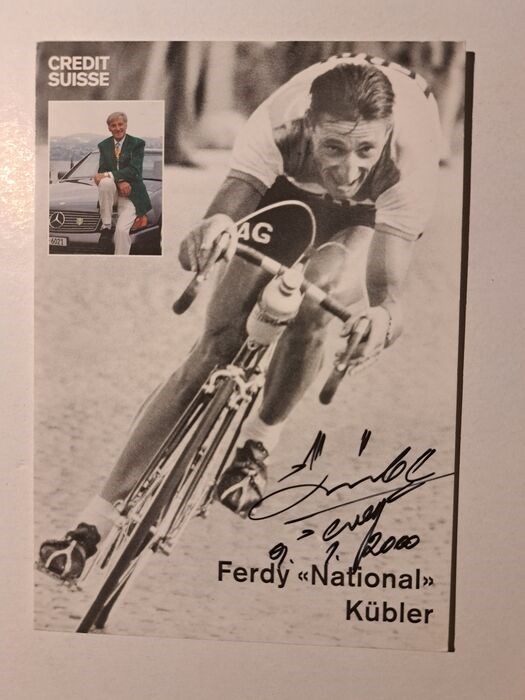 CREDIT
SUISSE
AG
9. 7. 2000
Ferdy «National»
Kübler